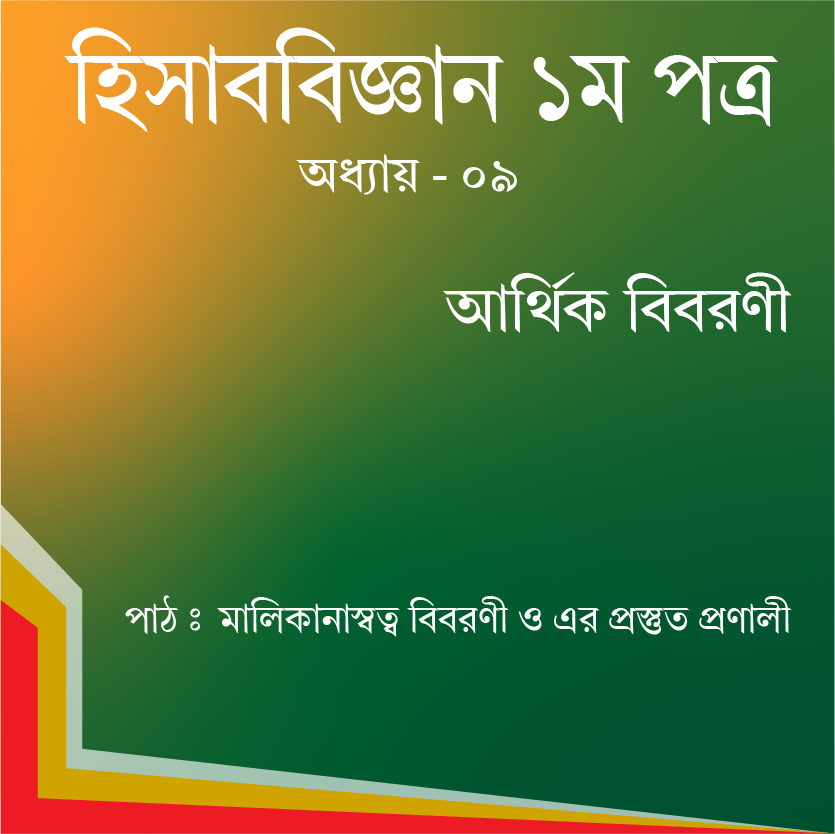 হিসাববিজ্ঞান ১ম পত্র
অধ্যায় - ০৯
আর্থিক বিবরণী
পাঠ ঃ মালিকানাস্বত্ব বিবরণী ও এর প্রস্তুত প্রণালী